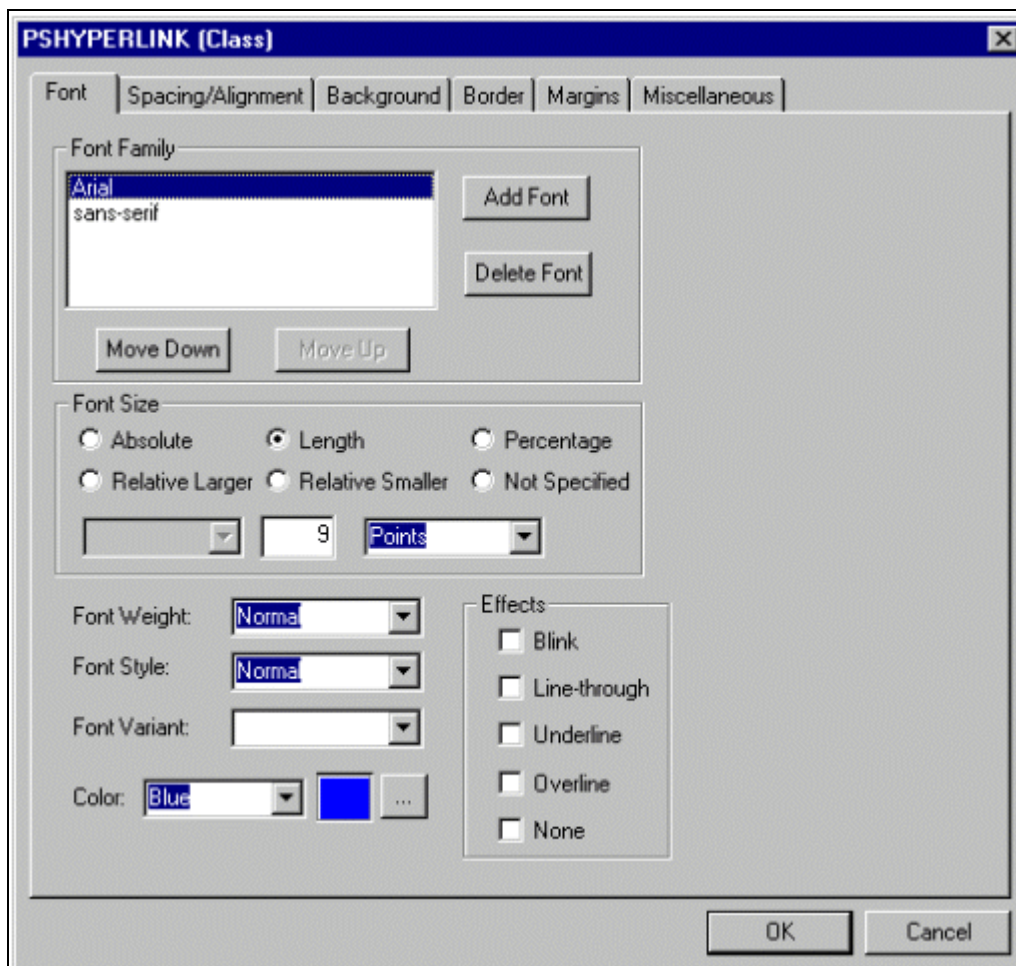 PSHYPERLINK (Class)
Font Spacing/Alignment Background Border Margins Miscellaneous
Font Family
Arial
sans-serif
Add Font
Delete Font
Move Down Move Up
Font Size
Absolute Length Percentage
Relative Larger Relative Smaller Not Specified
9 Points
Font Weight: Normal
Font Style: Normal
Font Variant:
Color: Blue ...
Effects
Blink
Line-through
Underline
Overline
None
OK Cancel